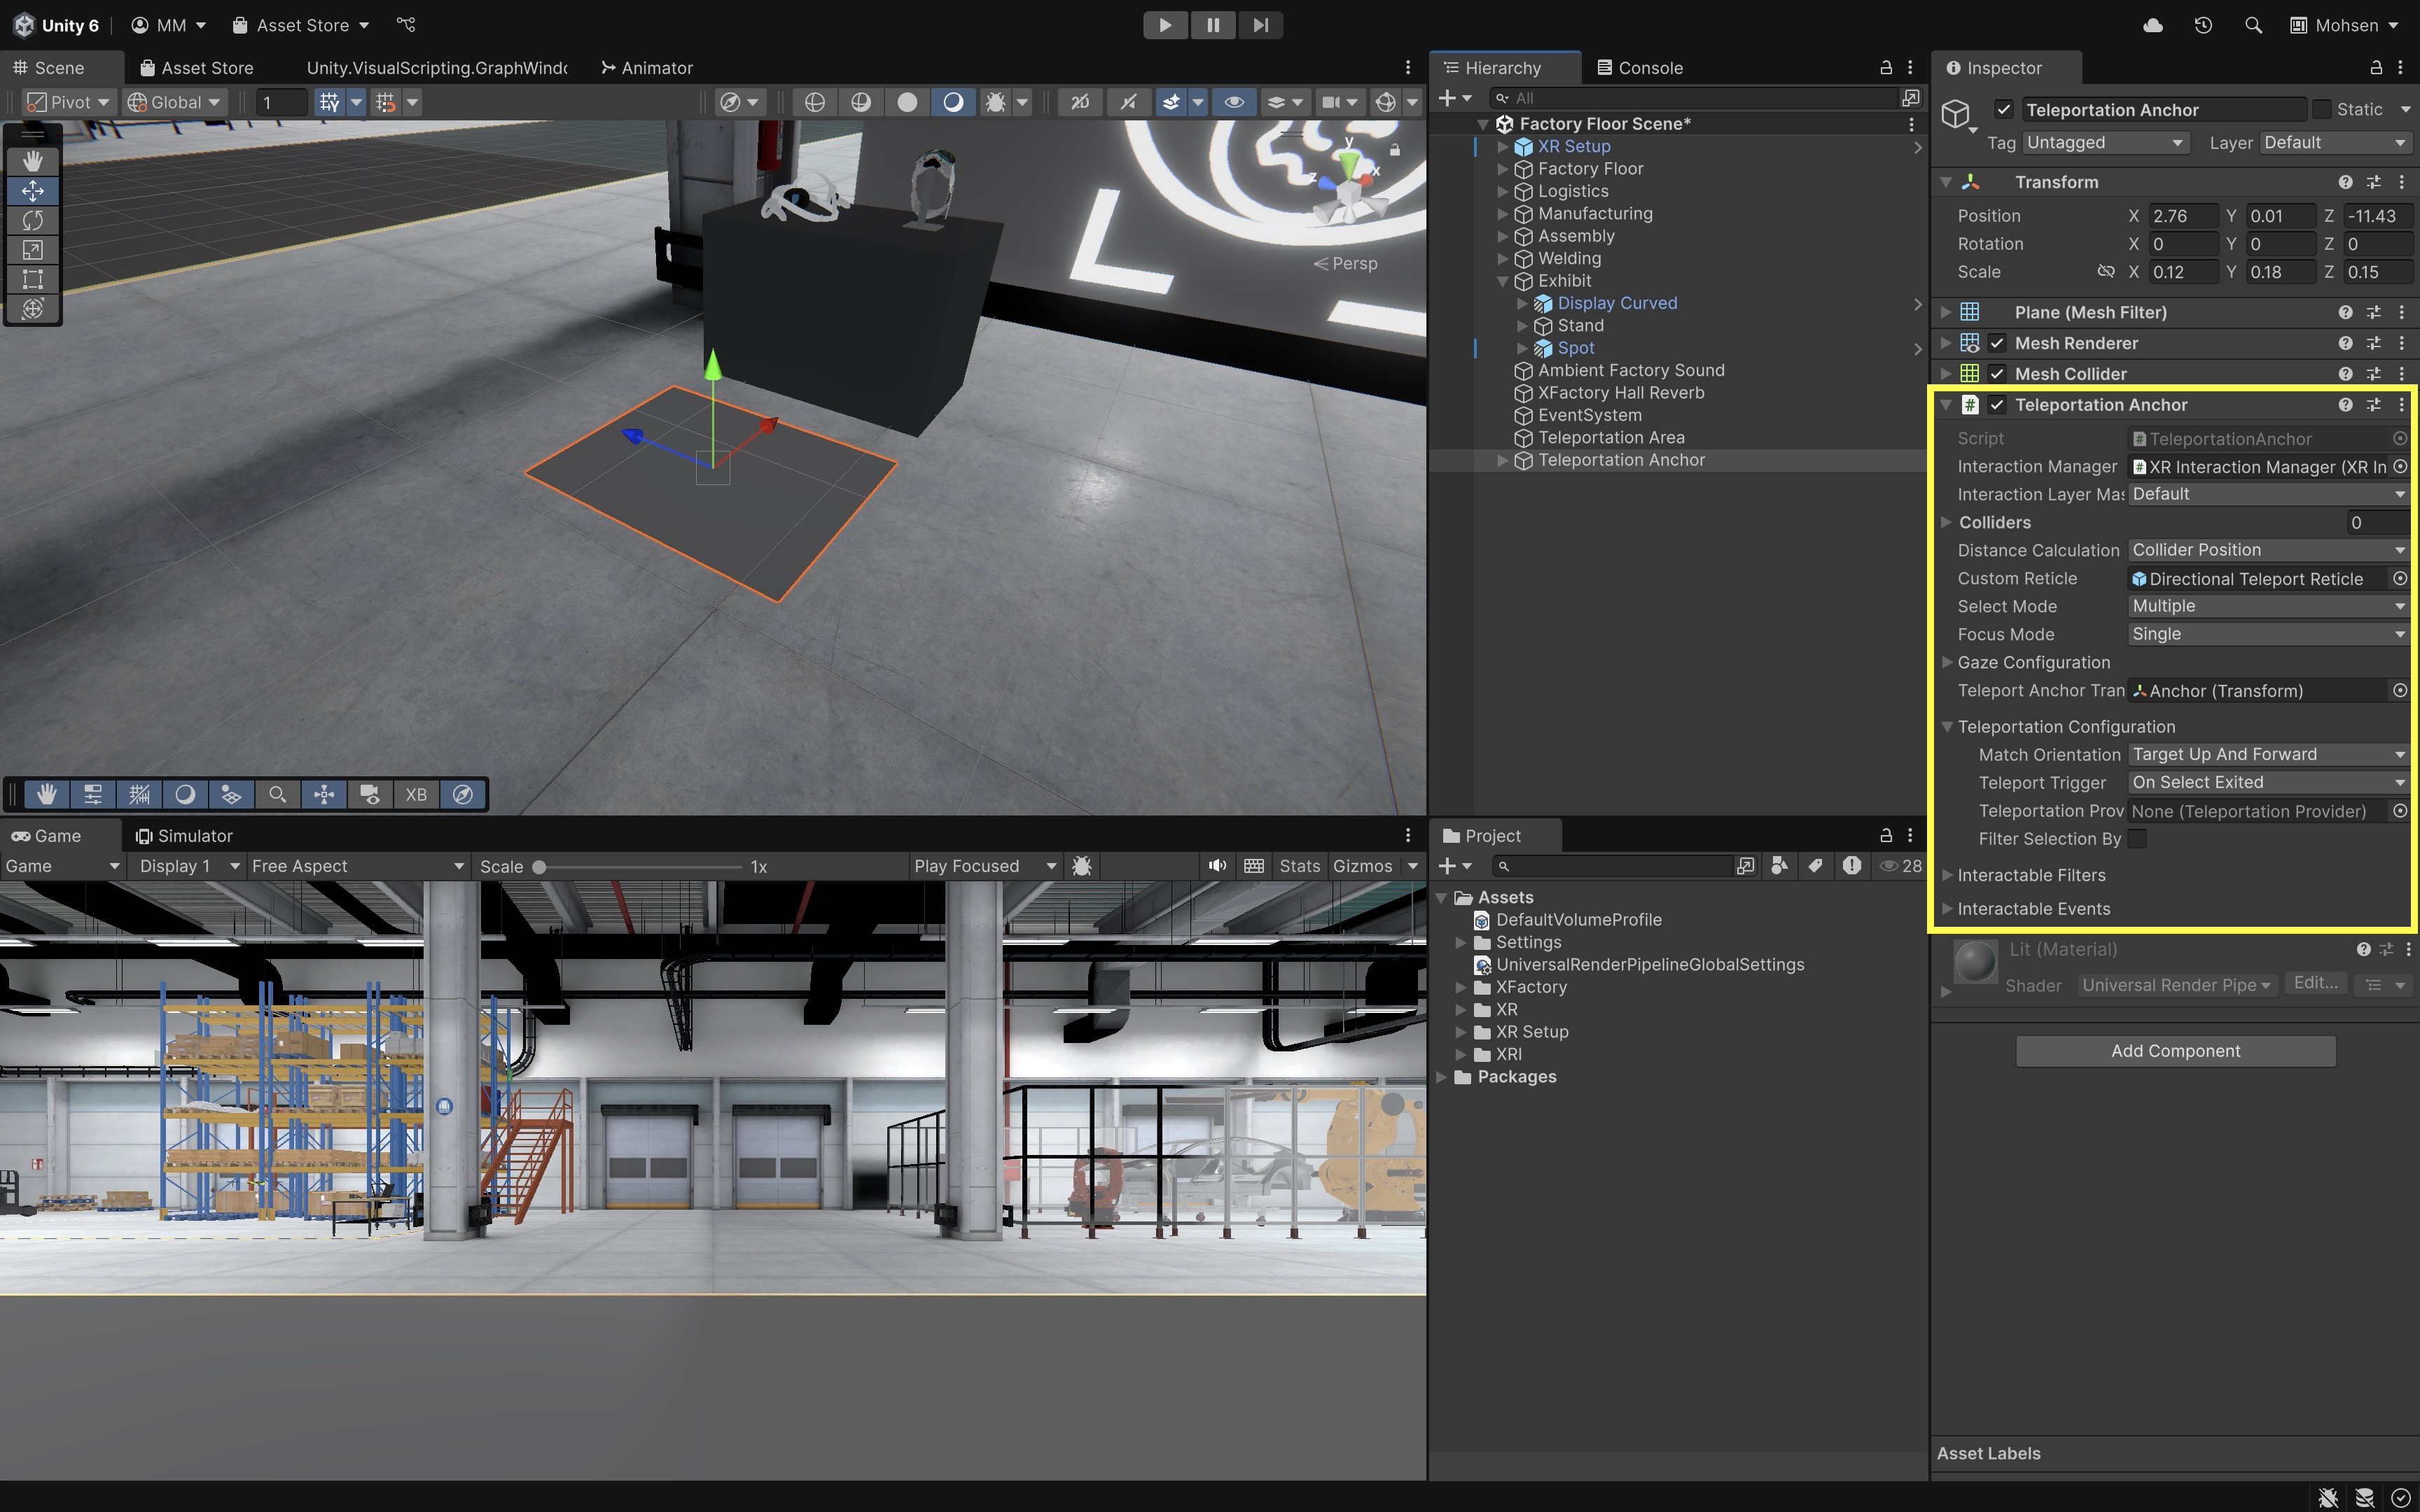 Unity 6 MM Asset Store Mohsen
Scene Asset Store Unity.VisualScripting.GraphWindo Animator
Pivot Global 1 2D
y
x
z
Persp
XB
Hierarchy Console
All
Factory Floor Scene*
XR Setup
Factory Floor
Logistics
Manufacturing
Assembly
Welding
Exhibit
Display Curved
Stand
Spot
Ambient Factory Sound
XFactory Hall Reverb
EventSystem
Teleportation Area
Teleportation Anchor
Inspector
Teleportation Anchor Static
Tag Untagged Layer Default
Transform
Position X 2.76 Y 0.01 Z -11.43
Rotation X 0 Y 0 Z 0
Scale X 0.12 Y 0.18 Z 0.15
Plane (Mesh Filter)
Mesh Renderer
Mesh Collider
# Teleportation Anchor
Script # TeleportationAnchor
Interaction Manager # XR Interaction Manager (XR In
Interaction Layer Mas Default
Colliders 0
Distance Calculation Collider Position
Custom Reticle Directional Teleport Reticle
Select Mode Multiple
Focus Mode Single
Gaze Configuration
Teleport Anchor Tran Anchor (Transform)
Teleportation Configuration
Match Orientation Target Up And Forward
Teleport Trigger On Select Exited
Teleportation Prov None (Teleportation Provider)
Filter Selection By
Interactable Filters
Interactable Events
Lit (Material)
Shader Universal Render Pipe Edit...
Add Component
Asset Labels
Game Simulator
Game Display 1 Free Aspect Scale 1x Play Focused Stats Gizmos
Project
28
Assets
DefaultVolumeProfile
Settings
UniversalRenderPipelineGlobalSettings
XFactory
XR
XR Setup
XRI
Packages